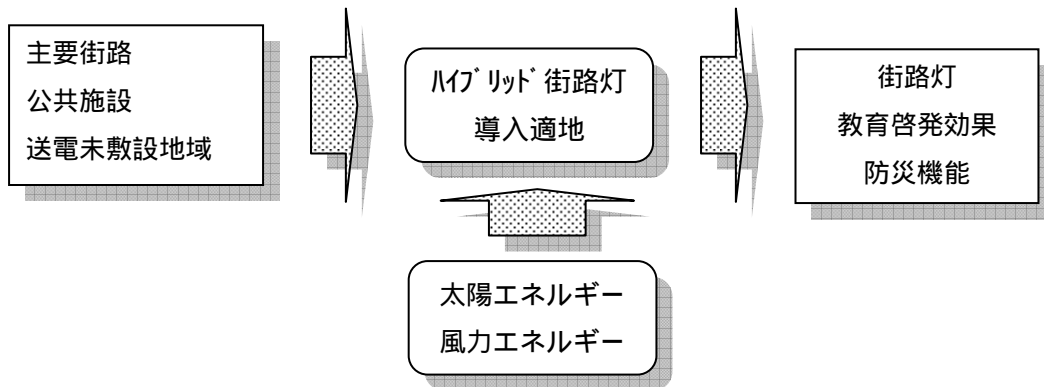 主要街路
公共施設
送電未敷設地域
ﾊｲﾌﾞﾘｯﾄﾞ街路灯
導入適地
街路灯
教育啓発効果
防災機能
太陽エネルギー
風力エネルギー